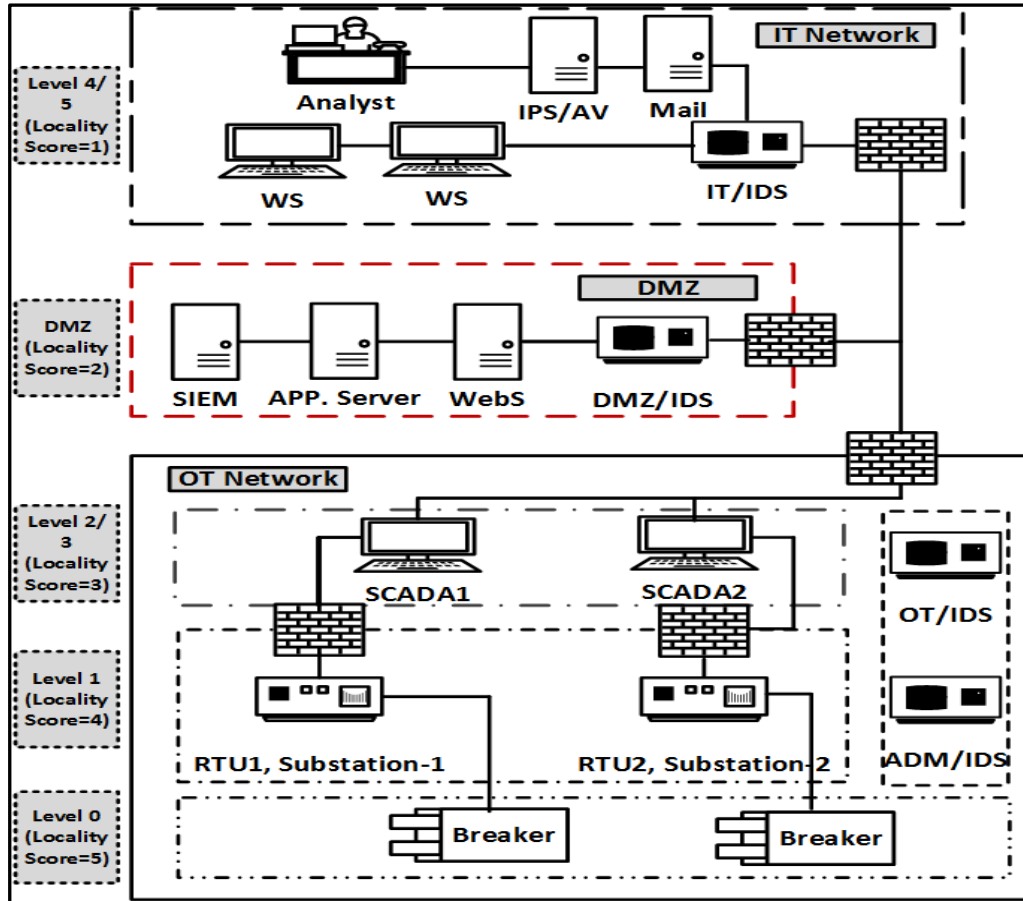 IT Network
Level 4/
5
(Locality
Score=1)
Analyst
IPS/AV
Mail
WS
WS
IT/IDS
DMZ
DMZ
(Locality
Score=2)
SIEM
APP. Server
WebS
DMZ/IDS
OT Network
Level 2/
3
(Locality
Score=3)
SCADA1
SCADA2
OT/IDS
Level 1
(Locality
Score=4)
RTU1, Substation-1
RTU2, Substation-2
ADM/IDS
Level 0
(Locality
Score=5)
Breaker
Breaker